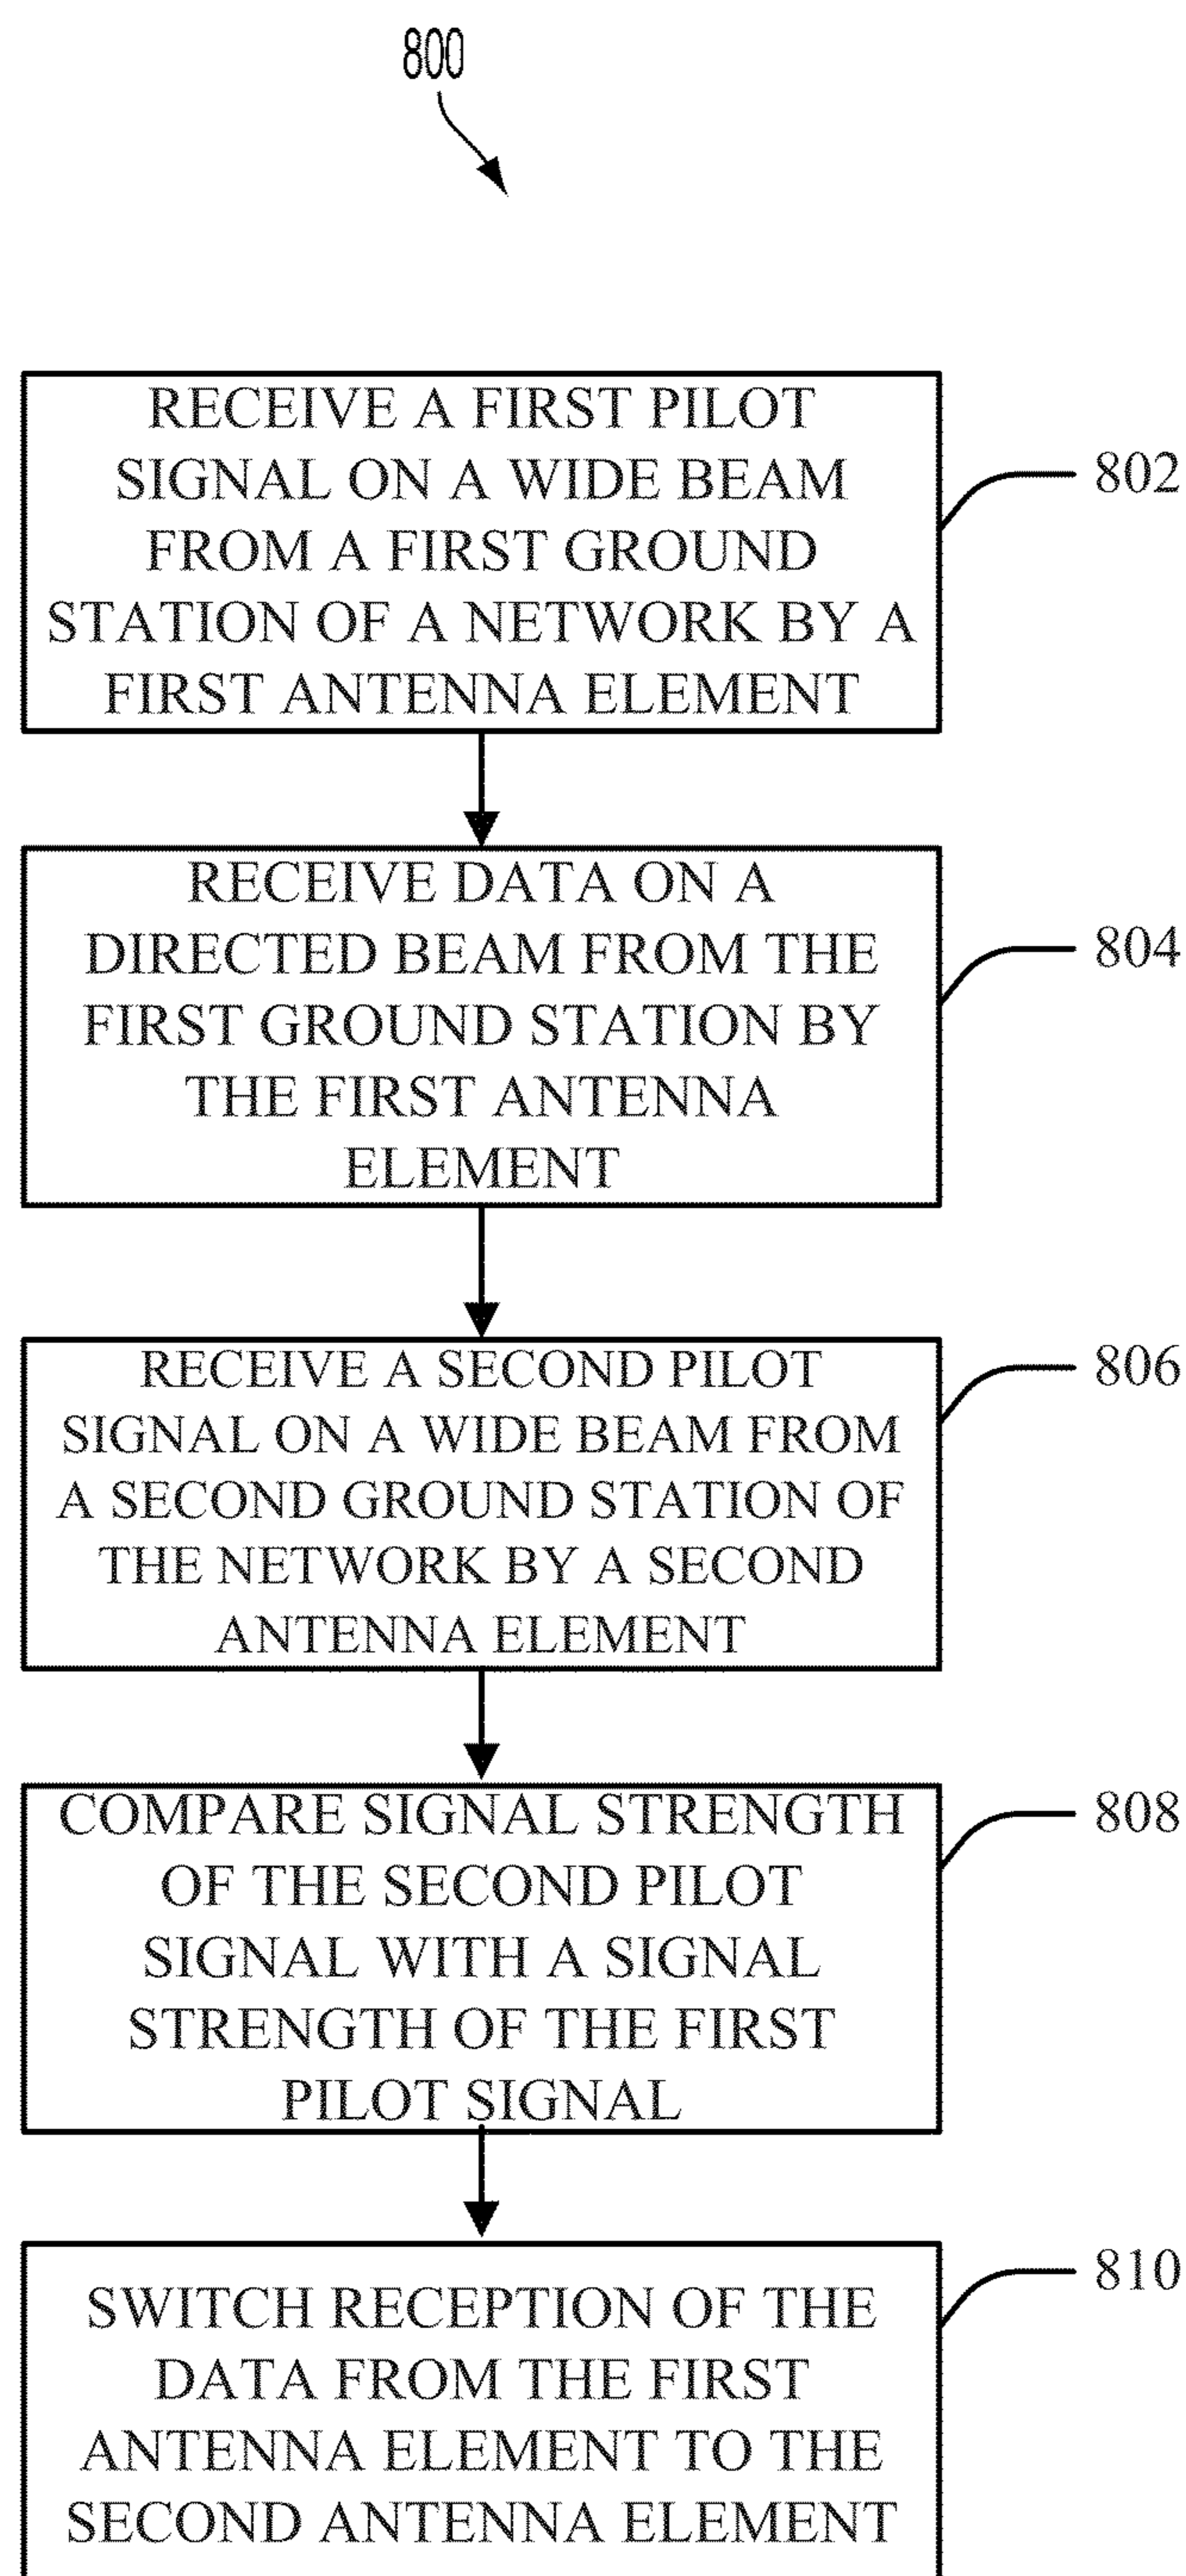 800
RECEIVE A FIRST PILOT
SIGNAL ON A WIDE BEAM
FROM A FIRST GROUND
STATION OF A NETWORK BY A
FIRST ANTENNA ELEMENT
802
RECEIVE DATA ON A
DIRECTED BEAM FROM THE
FIRST GROUND STATION BY
THE FIRST ANTENNA
ELEMENT
804
RECEIVE A SECOND PILOT
SIGNAL ON A WIDE BEAM FROM
A SECOND GROUND STATION OF
THE NETWORK BY A SECOND
ANTENNA ELEMENT
806
COMPARE SIGNAL STRENGTH
OF THE SECOND PILOT
SIGNAL WITH A SIGNAL
STRENGTH OF THE FIRST
PILOT SIGNAL
808
SWITCH RECEPTION OF THE
DATA FROM THE FIRST
ANTENNA ELEMENT TO THE
SECOND ANTENNA ELEMENT
810